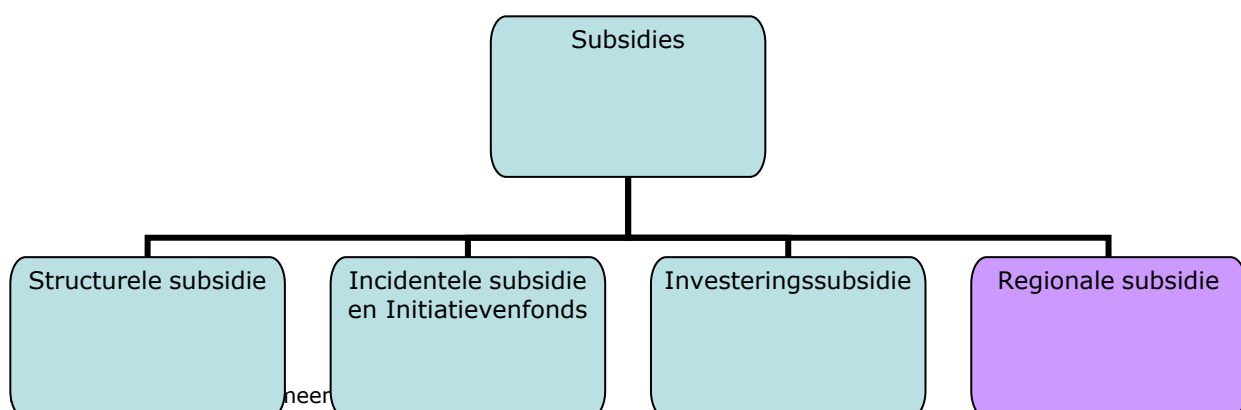 Subsidies
Structurele subsidie
Incidentele subsidie
en Initiatievenfonds
Investeringssubsidie
Regionale subsidie